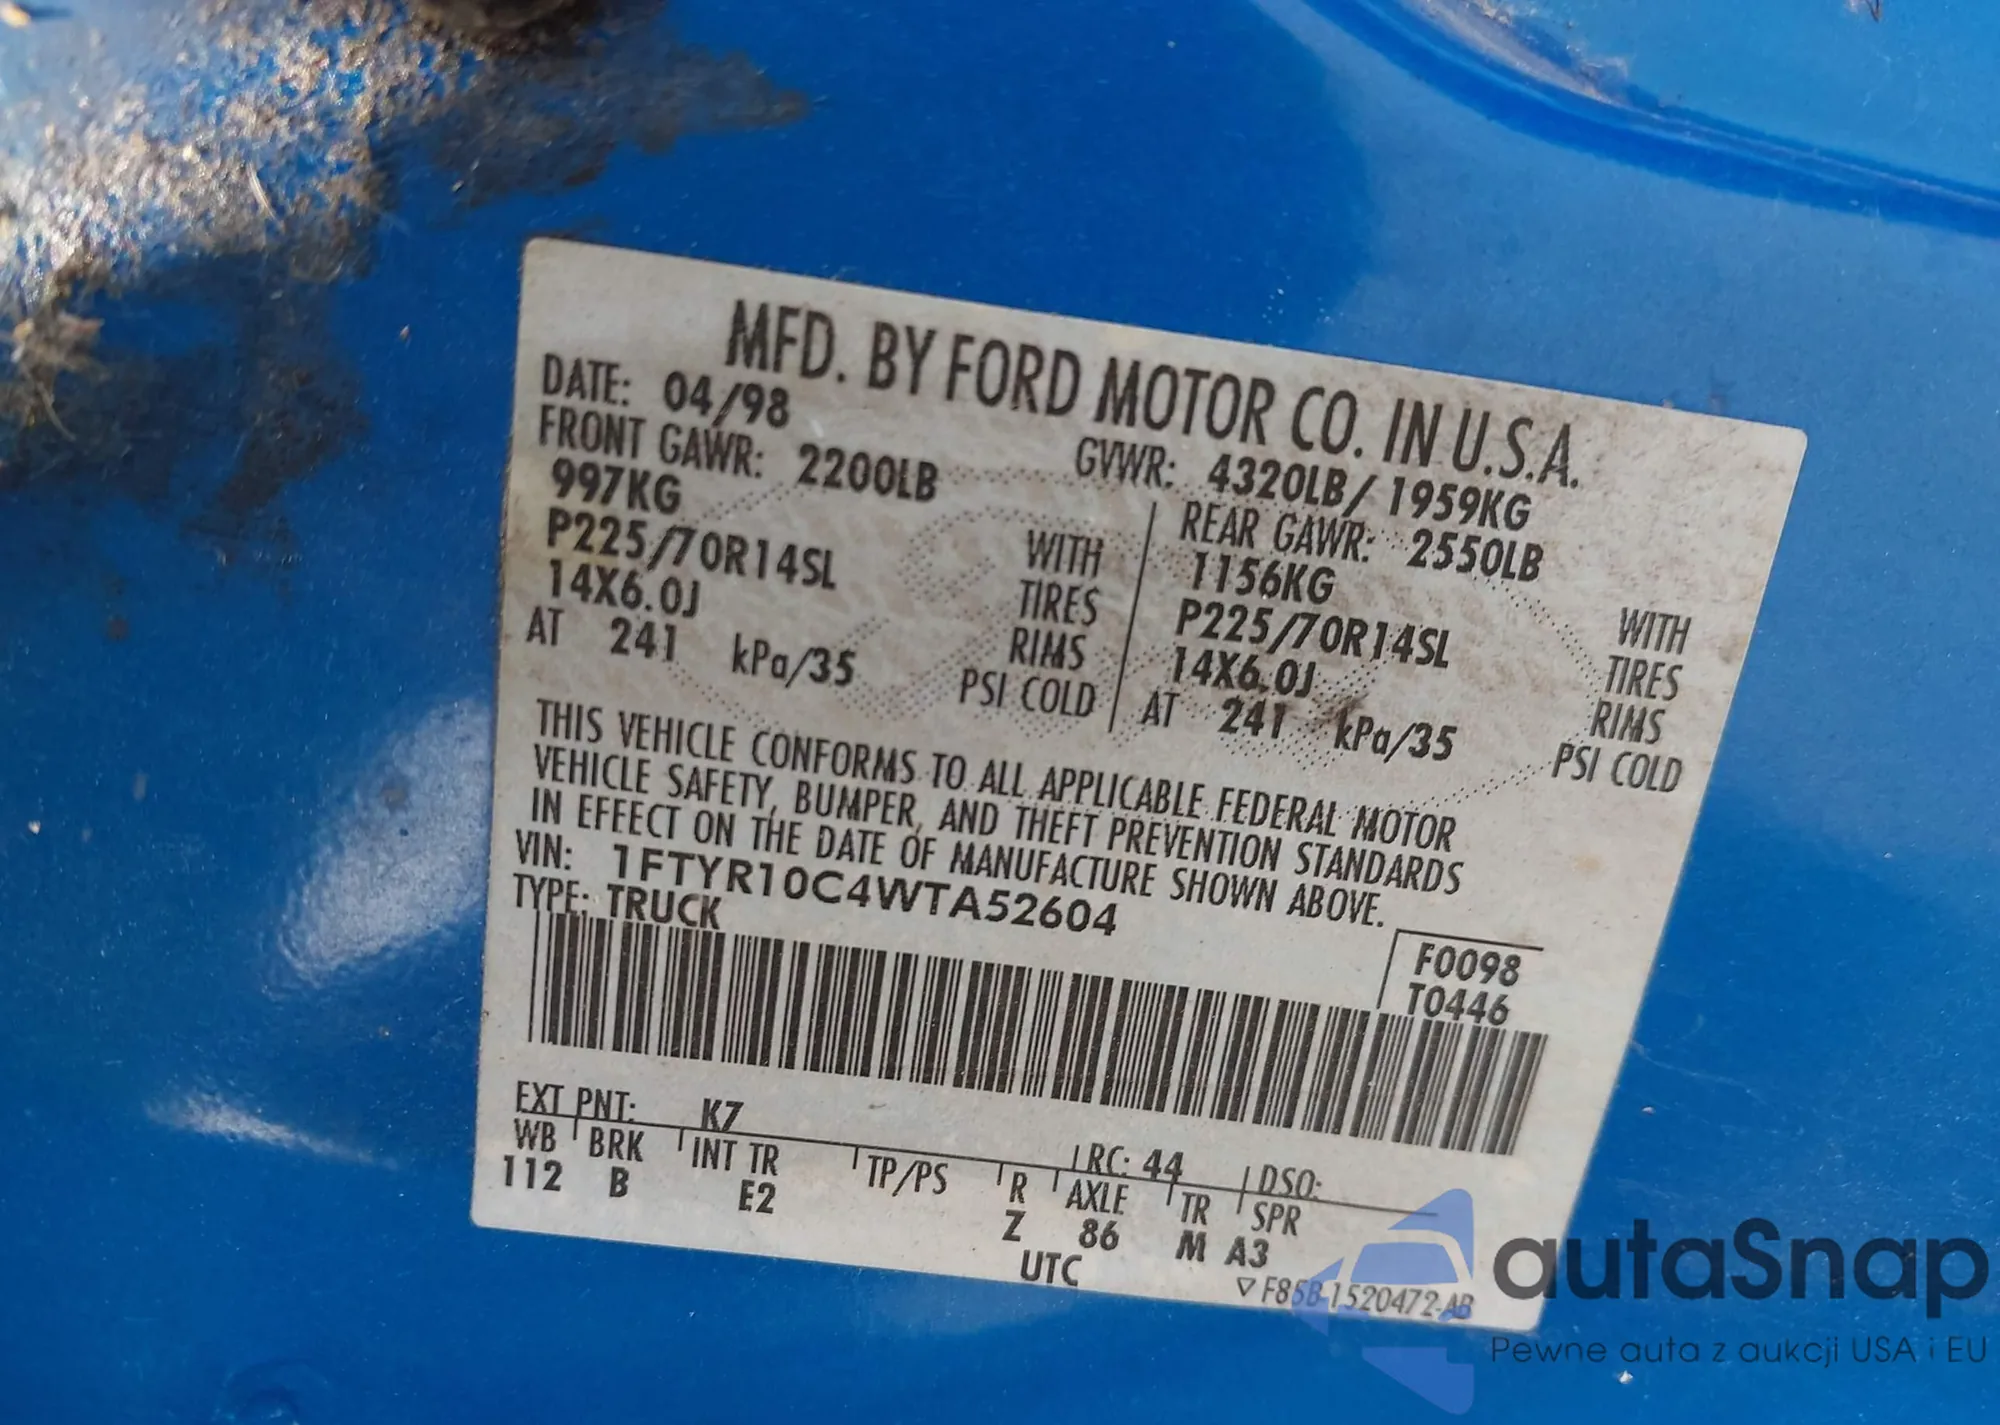 MFD. BY FORD MOTOR CO. IN U.S.A.
DATE: 04/98 GVWR: 4320LB/ 1959KG
FRONT GAWR: 2200LB REAR GAWR: 2550LB
997KG WITH 1156KG WITH
P225/70R14SL TIRES P225/70R14SL TIRES
14X6.0J RIMS 14X6.0J RIMS
AT 241 kPa/35 PSI COLD AT 241 kPa/35 PSI COLD
THIS VEHICLE CONFORMS TO ALL APPLICABLE FEDERAL MOTOR
VEHICLE SAFETY, BUMPER, AND THEFT PREVENTION STANDARDS
IN EFFECT ON THE DATE OF MANUFACTURE SHOWN ABOVE.
VIN: 1FTYR10C4WTA52604
TYPE: TRUCK
F0098
T0446
EXT PNT: K7 RC: 44 DSO:
WB BRK INT TR TP/PS R AXLE TR SPR
112 B E2 Z 86 M A3
UTC
▽ F85B-1520472-AB
autaSnap
Pewne auta z aukcji USA i EU